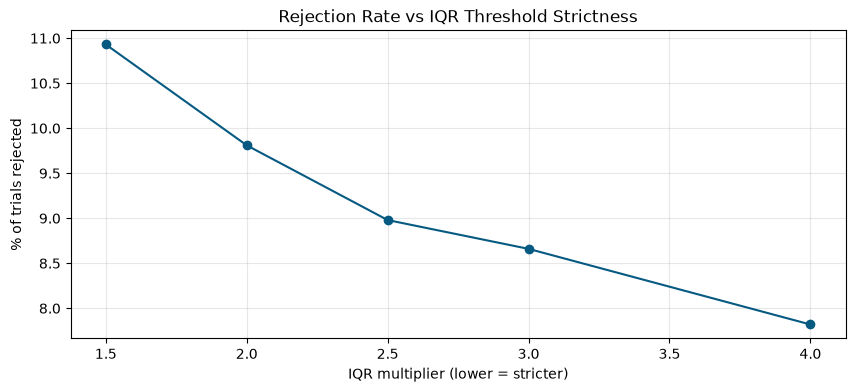 Rejection Rate vs IQR Threshold Strictness
% of trials rejected
11.0
10.5
10.0
9.5
9.0
8.5
8.0
1.5 2.0 2.5 3.0 3.5 4.0
IQR multiplier (lower = stricter)